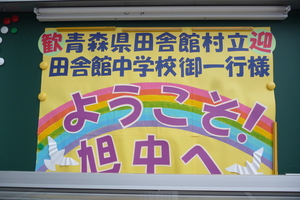 歓青森県田舎館村立迎
田舎館中学校御一行様
ようこそ!
旭中へ